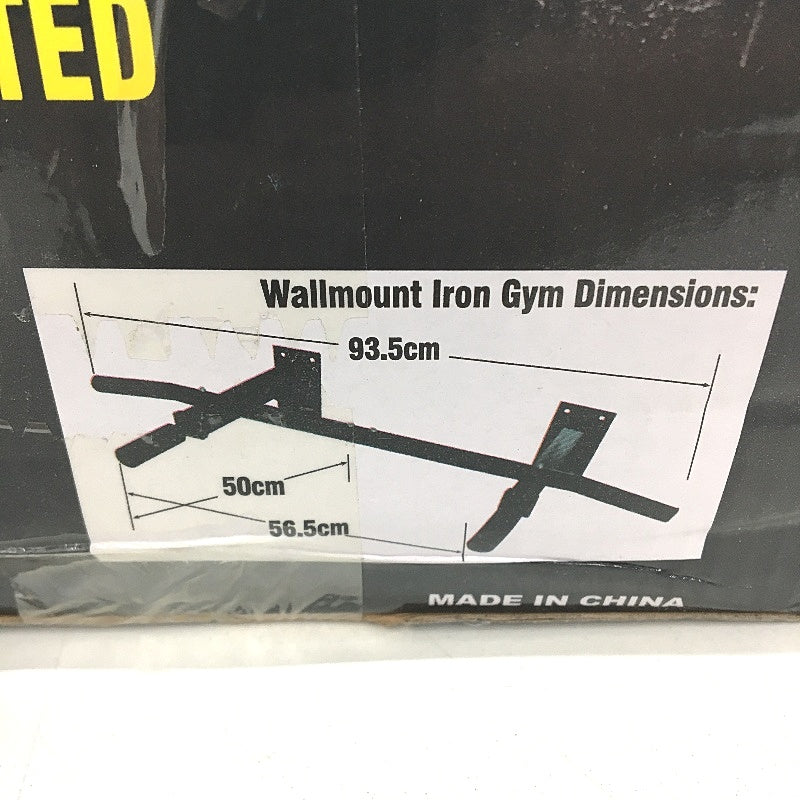 TED
Wallmount Iron Gym Dimensions:
93.5cm
50cm
56.5cm
MADE IN CHINA